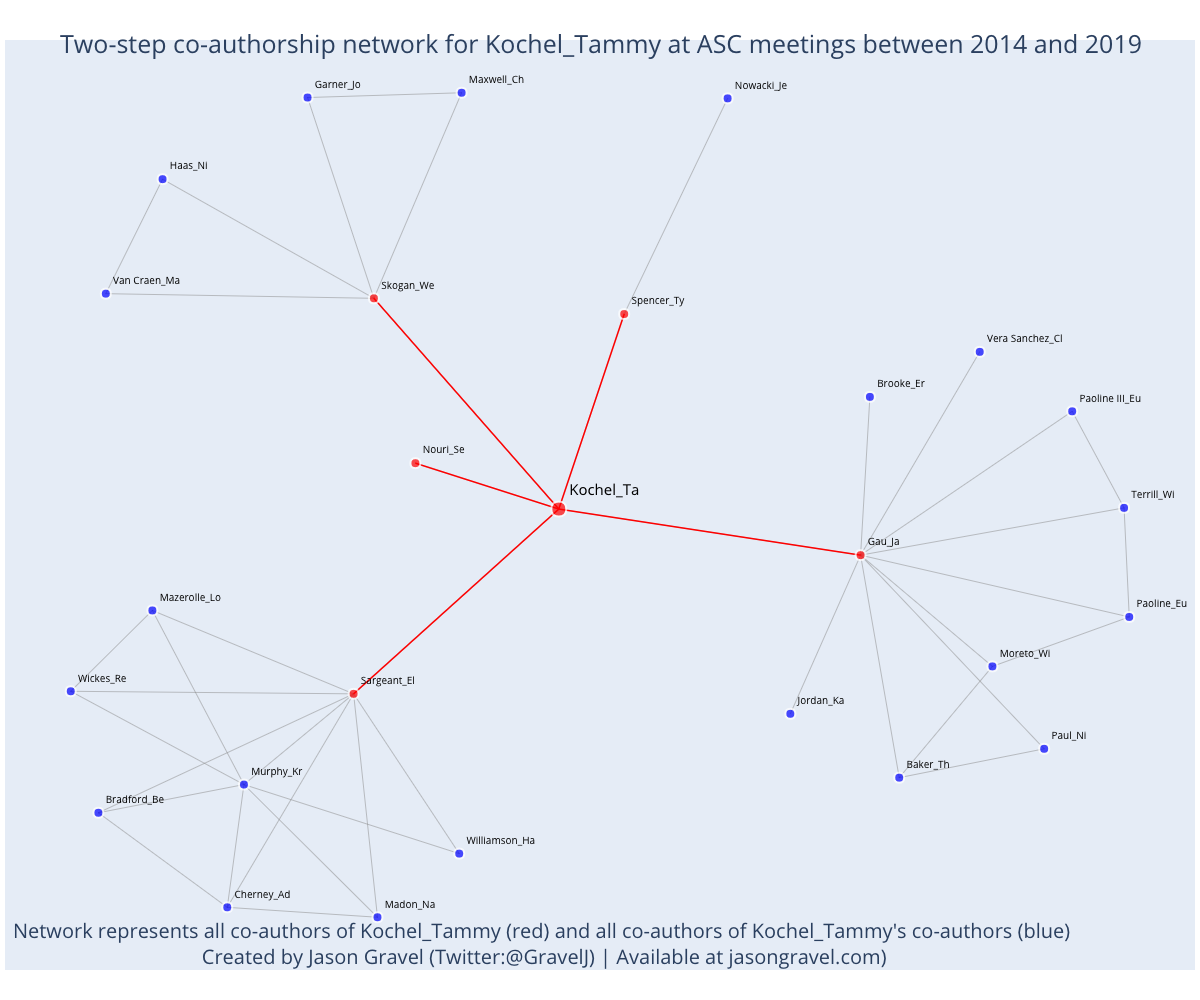 Two-step co-authorship network for Kochel_Tammy at ASC meetings between 2014 and 2019
Garner_Jo
Maxwell_Ch
Nowacki_Je
Haas_Ni
Van Craen_Ma
Skogan_We
Spencer_Ty
Vera Sanchez_Cl
Brooke_Er
Paoline III_Eu
Nouri_Se
Kochel_Ta
Terrill_Wi
Gau_Ja
Mazerolle_Lo
Paoline_Eu
Wickes_Re
Sargeant_El
Moreto_Wi
Jordan_Ka
Paul_Ni
Murphy_Kr
Baker_Th
Bradford_Be
Williamson_Ha
Cherney_Ad
Madon_Na
Network represents all co-authors of Kochel_Tammy (red) and all co-authors of Kochel_Tammy's co-authors (blue)
Created by Jason Gravel (Twitter:@GravelJ) | Available at jasongravel.com)